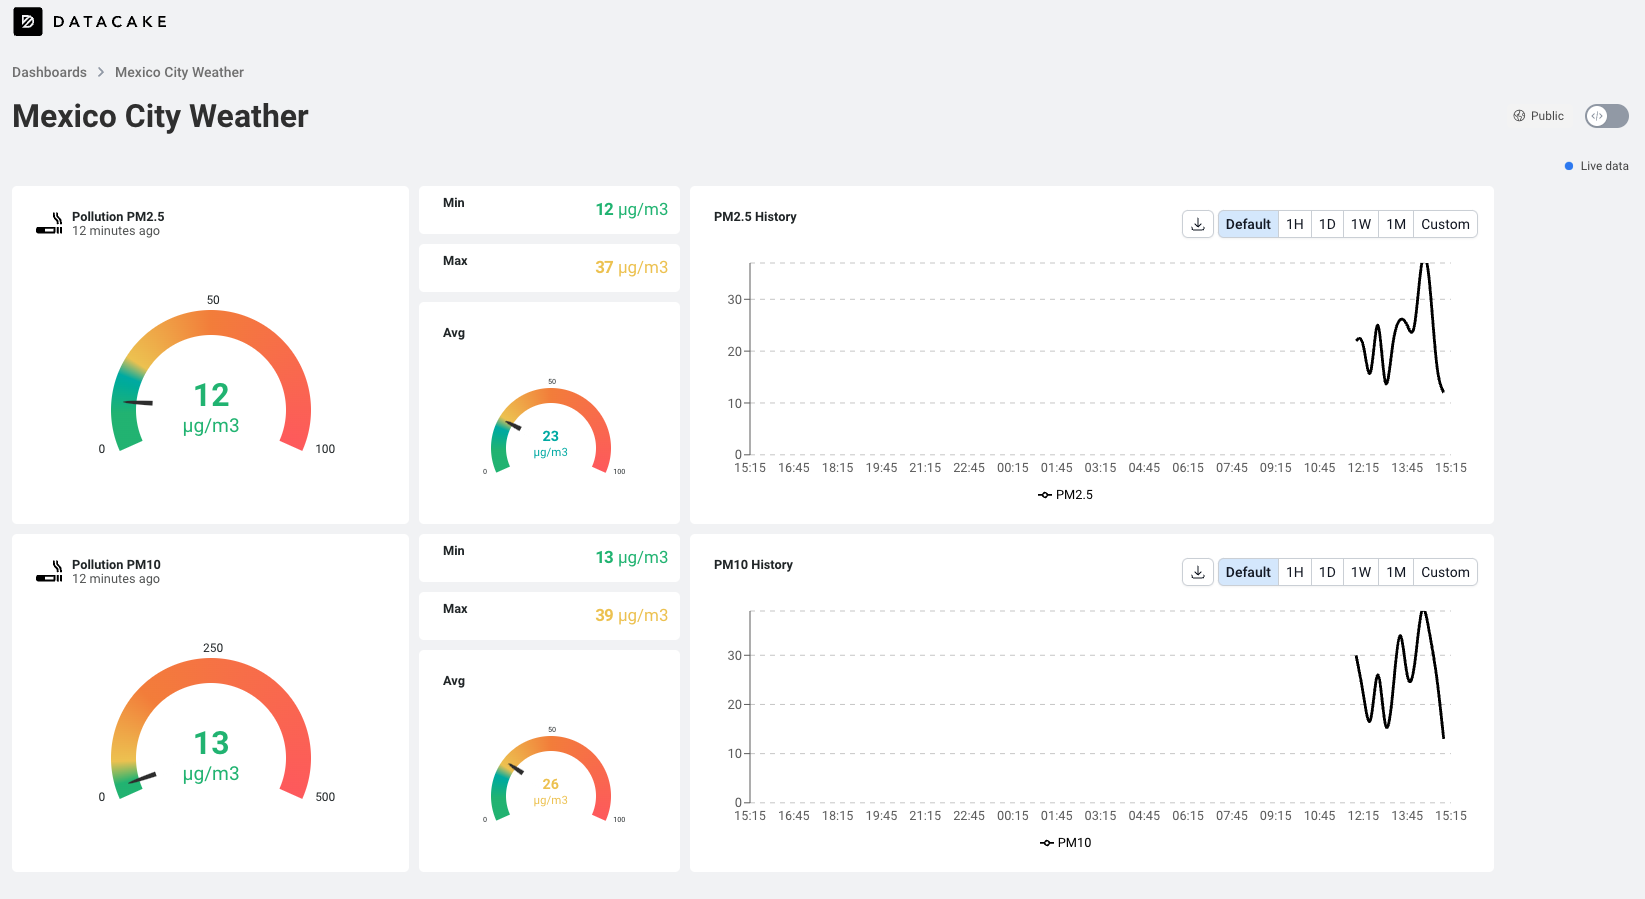 DATACAKE
Dashboards > Mexico City Weather
Mexico City Weather
Public
</>
Live data
Pollution PM2.5
12 minutes ago
50
12
µg/m3
0
100
Min
12 µg/m3
Max
37 µg/m3
Avg
50
23
µg/m3
0
100
PM2.5 History
Default 1H 1D 1W 1M Custom
30
20
10
0
15:15 16:45 18:15 19:45 21:15 22:45 00:15 01:45 03:15 04:45 06:15 07:45 09:15 10:45 12:15 13:45 15:15
PM2.5
Pollution PM10
12 minutes ago
250
13
µg/m3
0
500
Min
13 µg/m3
Max
39 µg/m3
Avg
50
26
µg/m3
0
100
PM10 History
Default 1H 1D 1W 1M Custom
30
20
10
0
15:15 16:45 18:15 19:45 21:15 22:45 00:15 01:45 03:15 04:45 06:15 07:45 09:15 10:45 12:15 13:45 15:15
PM10